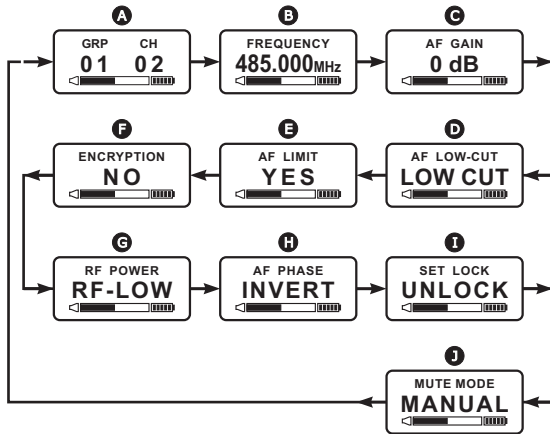 A
GRP CH
01 02
B
FREQUENCY
485.000MHz
C
AF GAIN
0 dB
F
ENCRYPTION
NO
E
AF LIMIT
YES
D
AF LOW-CUT
LOW CUT
G
RF POWER
RF-LOW
H
AF PHASE
INVERT
I
SET LOCK
UNLOCK
J
MUTE MODE
MANUAL